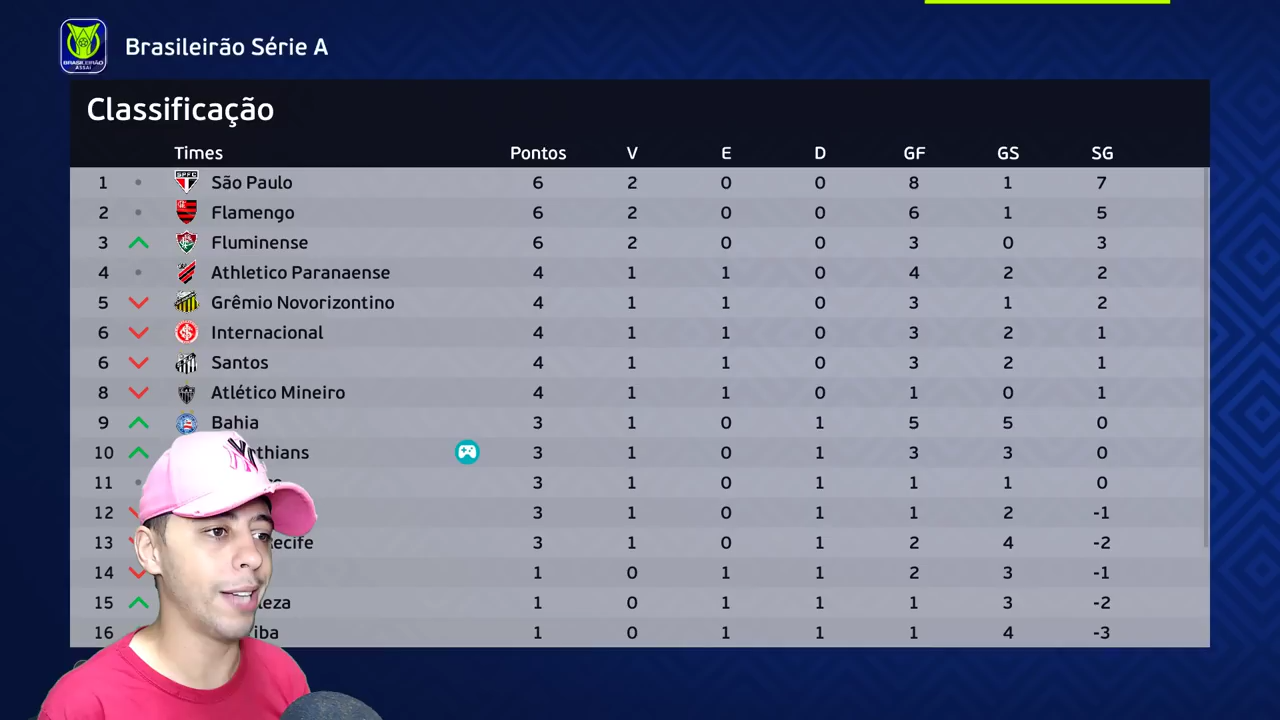 Brasileirão Série A
BRASILEIRÃO
ASSAÍ
Classificação
Times Pontos V E D GF GS SG
1 SPFC São Paulo 6 2 0 0 8 1 7
2 Flamengo 6 2 0 0 6 1 5
3 Fluminense 6 2 0 0 3 0 3
4 Athletico Paranaense 4 1 1 0 4 2 2
5 Grêmio Novorizontino 4 1 1 0 3 1 2
6 Internacional 4 1 1 0 3 2 1
6 Santos 4 1 1 0 3 2 1
8 Atlético Mineiro 4 1 1 0 1 0 1
9 Bahia 3 1 0 1 5 5 0
10 thians 3 1 0 1 3 3 0
11 3 1 0 1 1 1 0
12 3 1 0 1 1 2 -1
13 ecife 3 1 0 1 2 4 -2
14 1 0 1 1 2 3 -1
15 leza 1 0 1 1 1 3 -2
16 iba 1 0 1 1 1 4 -3
NY